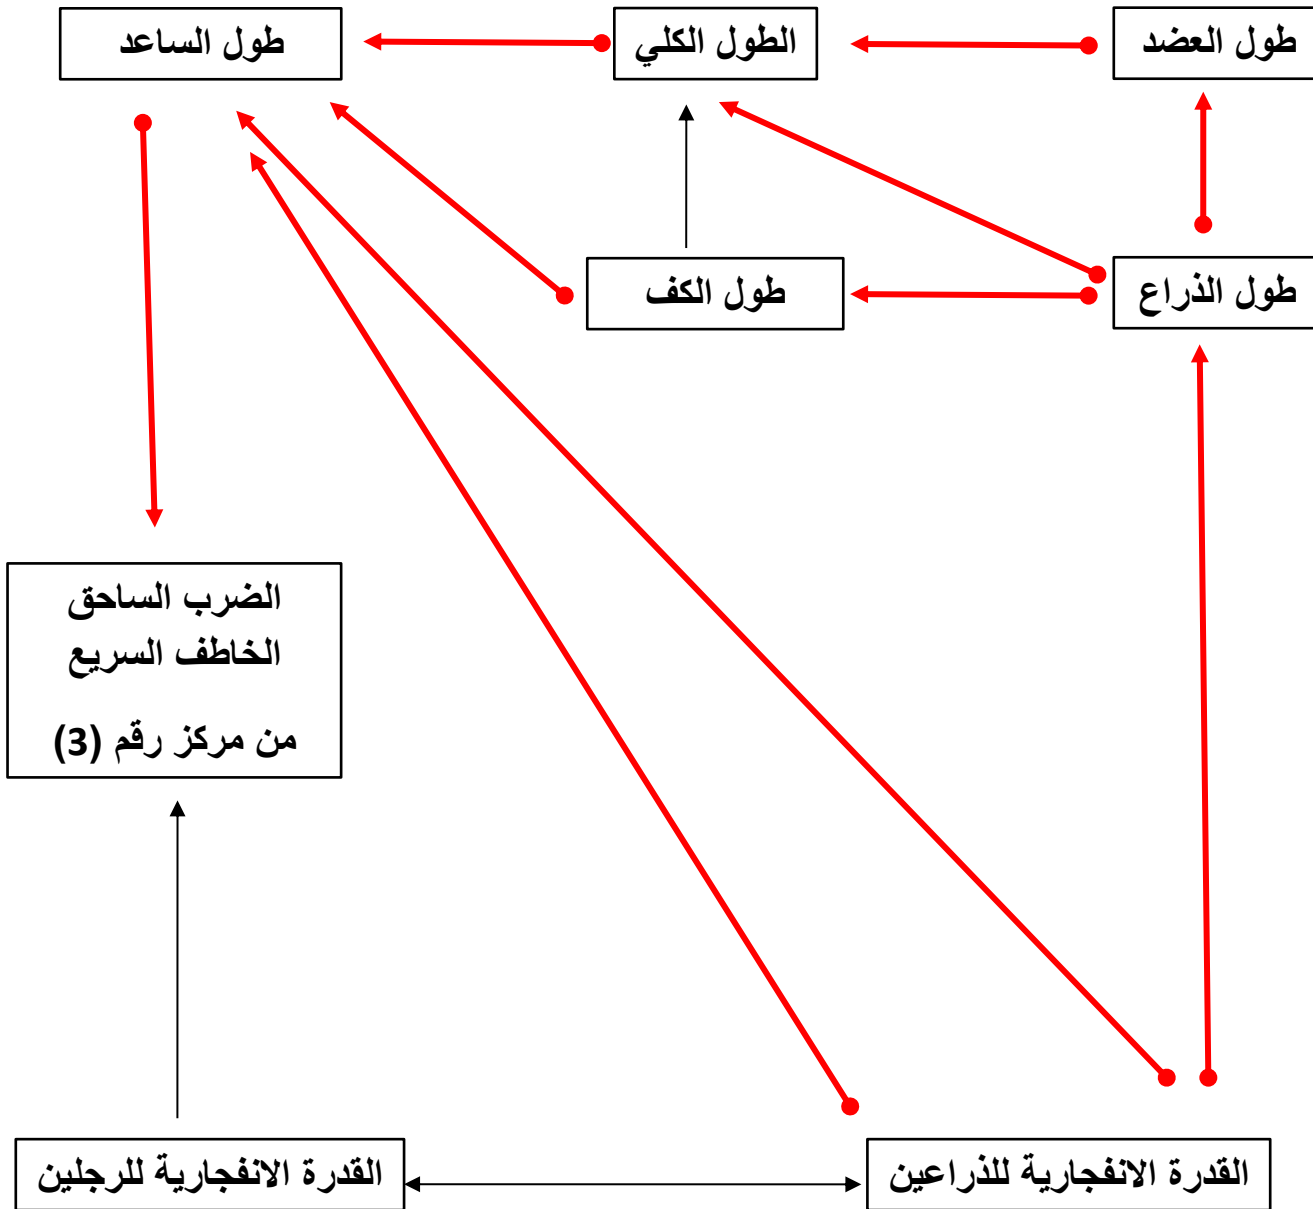 طول العضد
الطول الكلي
طول الساعد
طول الذراع
طول الكف
الضرب الساحق
الخاطف السريع
من مركز رقم (3)
القدرة الانفجارية للذراعين
القدرة الانفجارية للرجلين